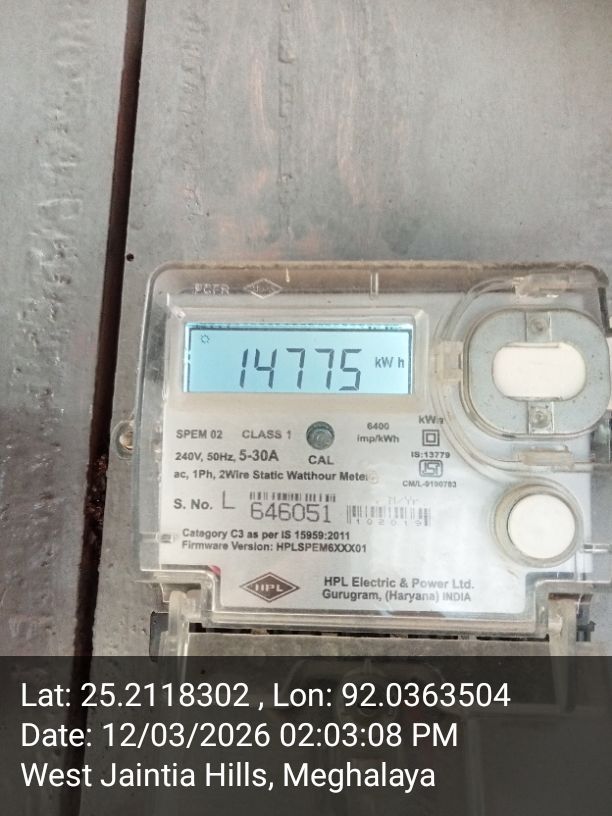 HPL
14775 kWh
SPEM 02 CLASS 1
6400
imp/kWh
240V, 50Hz, 5-30A
CAL
IS:13779
ac, 1Ph, 2Wire Static Watthour Meter
CM/L-9190783
S. No. L 646051
M/Yr
102019
Category C3 as per IS 15959:2011
Firmware Version: HPLSPEM6XXX01
HPL
HPL Electric & Power Ltd.
Gurugram, (Haryana) INDIA
Lat: 25.2118302 , Lon: 92.0363504
Date: 12/03/2026 02:03:08 PM
West Jaintia Hills, Meghalaya